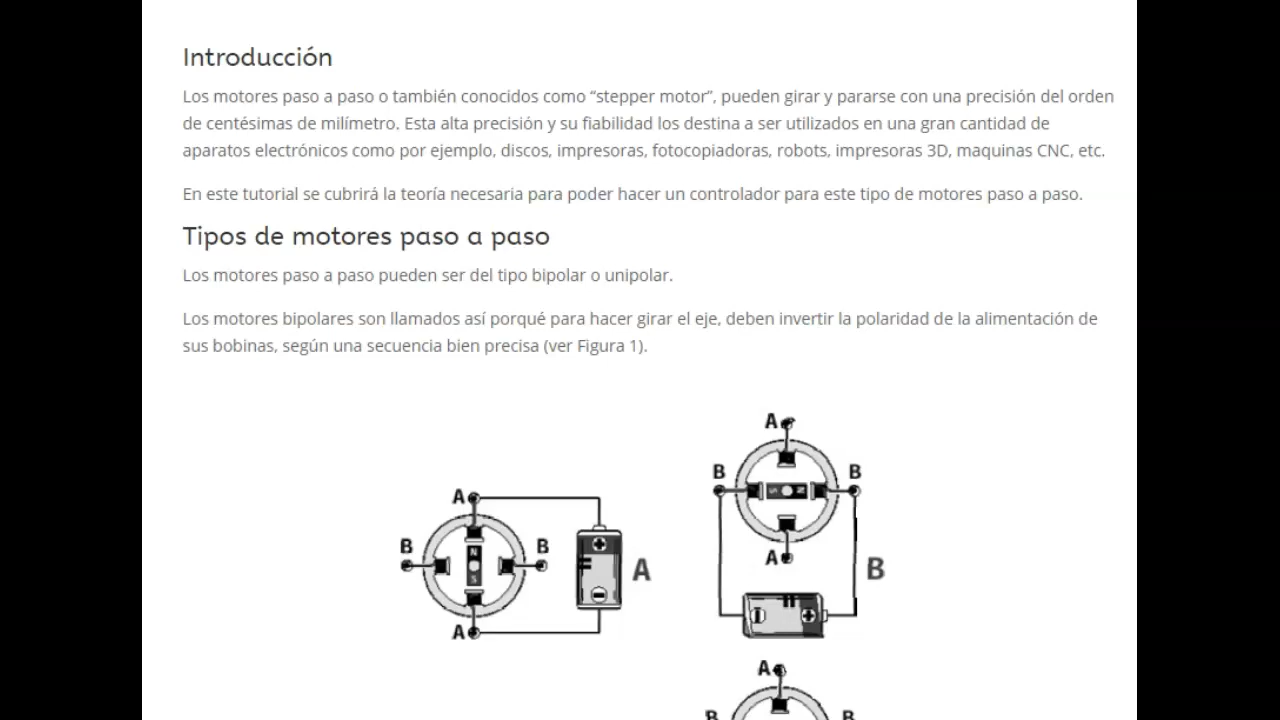 Introducción
Los motores paso a paso o también conocidos como “stepper motor”, pueden girar y pararse con una precisión del orden
de centésimas de milímetro. Esta alta precisión y su fiabilidad los destina a ser utilizados en una gran cantidad de
aparatos electrónicos como por ejemplo, discos, impresoras, fotocopiadoras, robots, impresoras 3D, maquinas CNC, etc.
En este tutorial se cubrirá la teoría necesaria para poder hacer un controlador para este tipo de motores paso a paso.
Tipos de motores paso a paso
Los motores paso a paso pueden ser del tipo bipolar o unipolar.
Los motores bipolares son llamados así porqué para hacer girar el eje, deben invertir la polaridad de la alimentación de
sus bobinas, según una secuencia bien precisa (ver Figura 1).
A
B B
N
S
A
+
-
A
A
B B
S N
A
- +
B
A
B B